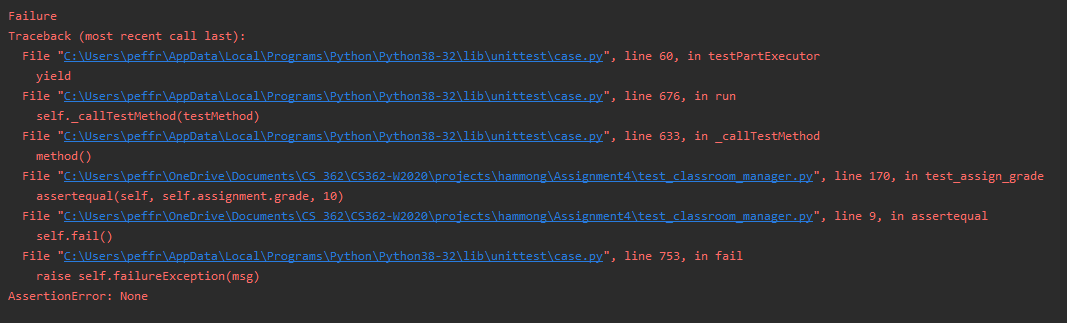 Failure
Traceback (most recent call last):
  File "C:\Users\peffr\AppData\Local\Programs\Python\Python38-32\lib\unittest\case.py", line 60, in testPartExecutor
    yield
  File "C:\Users\peffr\AppData\Local\Programs\Python\Python38-32\lib\unittest\case.py", line 676, in run
    self._callTestMethod(testMethod)
  File "C:\Users\peffr\AppData\Local\Programs\Python\Python38-32\lib\unittest\case.py", line 633, in _callTestMethod
    method()
  File "C:\Users\peffr\OneDrive\Documents\CS 362\CS362-W2020\projects\hammong\Assignment4\test_classroom_manager.py", line 170, in test_assign_grade
    assertequal(self, self.assignment.grade, 10)
  File "C:\Users\peffr\OneDrive\Documents\CS 362\CS362-W2020\projects\hammong\Assignment4\test_classroom_manager.py", line 9, in assertequal
    self.fail()
  File "C:\Users\peffr\AppData\Local\Programs\Python\Python38-32\lib\unittest\case.py", line 753, in fail
    raise self.failureException(msg)
AssertionError: None